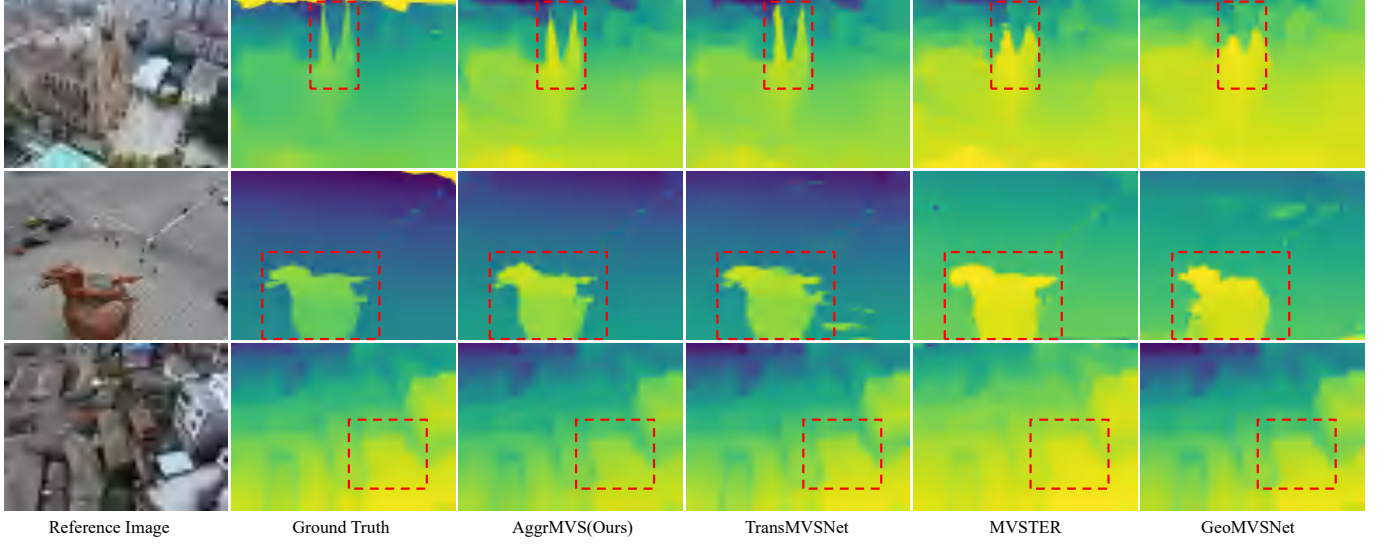 Reference Image
Ground Truth
AggrMVS(Ours)
TransMVSNet
MVSTER
GeoMVSNet